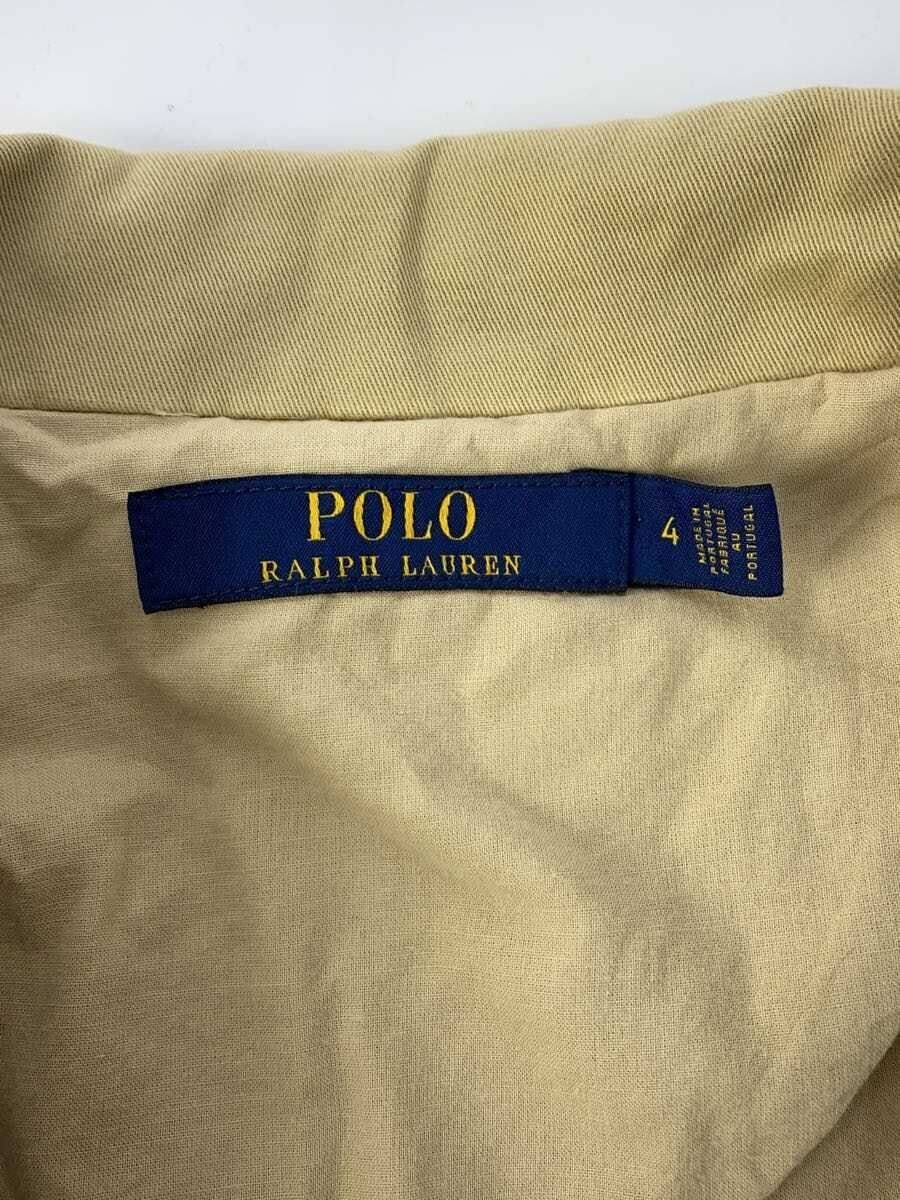 POLO
RALPH LAUREN
4
MADE IN
PORTUGAL
FABRIQUÉ
AU
PORTUGAL